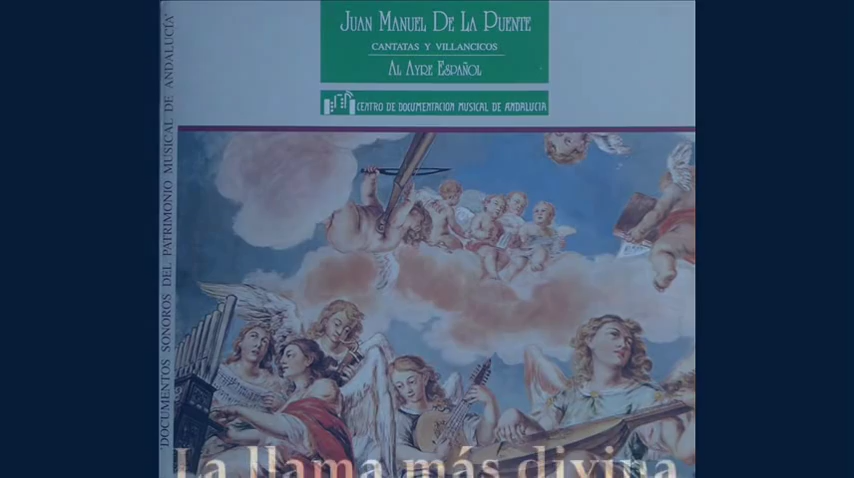 JUAN MANUEL DE LA PUENTE
CANTATAS Y VILLANCICOS
AL AYRE ESPAÑOL
CENTRO DE DOCUMENTACION MUSICAL DE ANDALUCIA
"DOCUMENTOS SONOROS DEL PATRIMONIO MUSICAL DE ANDALUCÍA"
La llama más divina